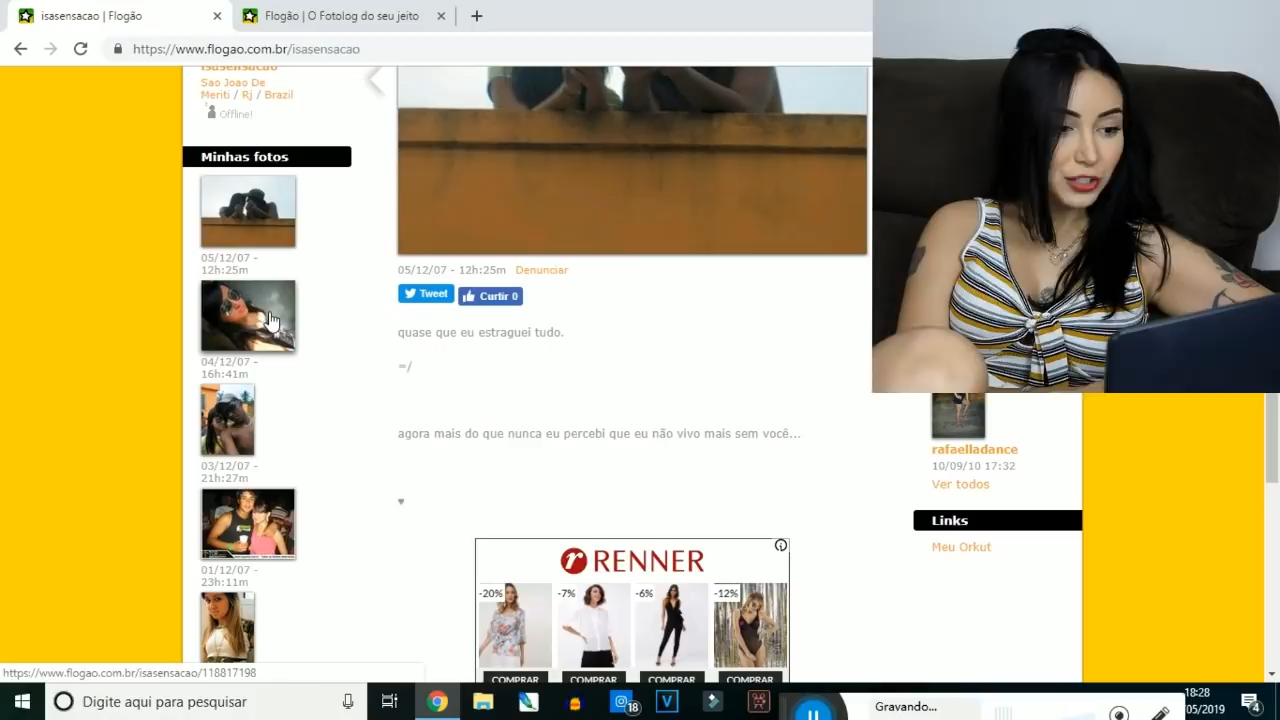 isasensacao | Flogão
Flogão | O Fotolog do seu jeito
https://www.flogao.com.br/isasensacao
isasensacao
Sao Joao De
Meriti / Rj / Brazil
Offline!
Minhas fotos
05/12/07 -
12h:25m
04/12/07 -
16h:41m
03/12/07 -
21h:27m
01/12/07 -
23h:11m
05/12/07 - 12h:25m Denunciar
Tweet
Curtir 0
quase que eu estraguei tudo.
=/
agora mais do que nunca eu percebi que eu não vivo mais sem você...
♥
RENNER
-20% -7% -6% -12%
COMPRAR COMPRAR COMPRAR COMPRAR
rafaelladance
10/09/10 17:32
Ver todos
Links
Meu Orkut
https://www.flogao.com.br/isasensacao/118817198
Digite aqui para pesquisar
18
V
Gravando...
18:28
/05/2019
4